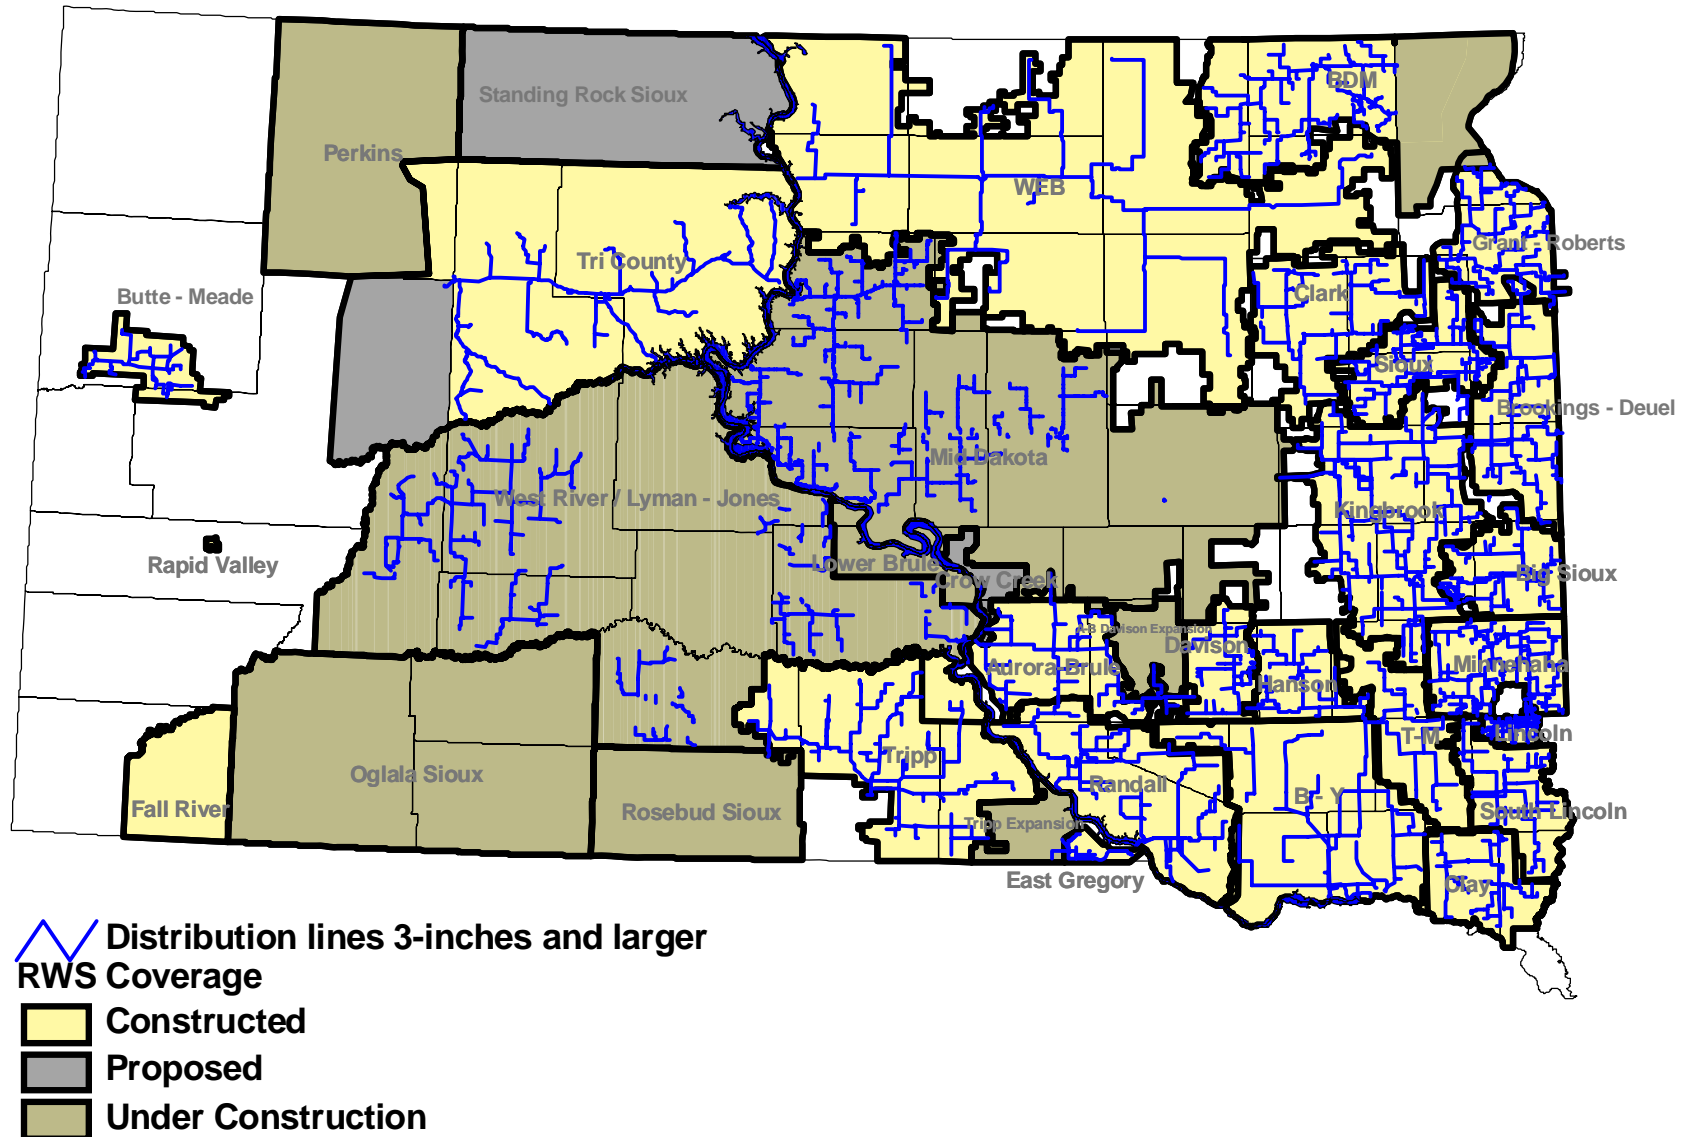 Standing Rock Sioux
BDM
Perkins
WEB
Grant - Roberts
Tri County
Butte - Meade
Clark
Sioux
Brookings - Deuel
Mid Dakota
West River / Lyman - Jones
Kingbrook
Rapid Valley
Lower Brule
Crow Creek
Big Sioux
A-B Davison Expansion
Davison
Aurora-Brule
Minnehaha
Hanson
Lincoln
T-M
Tripp
Oglala Sioux
Randall
B - Y
Fall River
Rosebud Sioux
South Lincoln
Tripp Expansion
East Gregory
Clay
Distribution lines 3-inches and larger
RWS Coverage
Constructed
Proposed
Under Construction